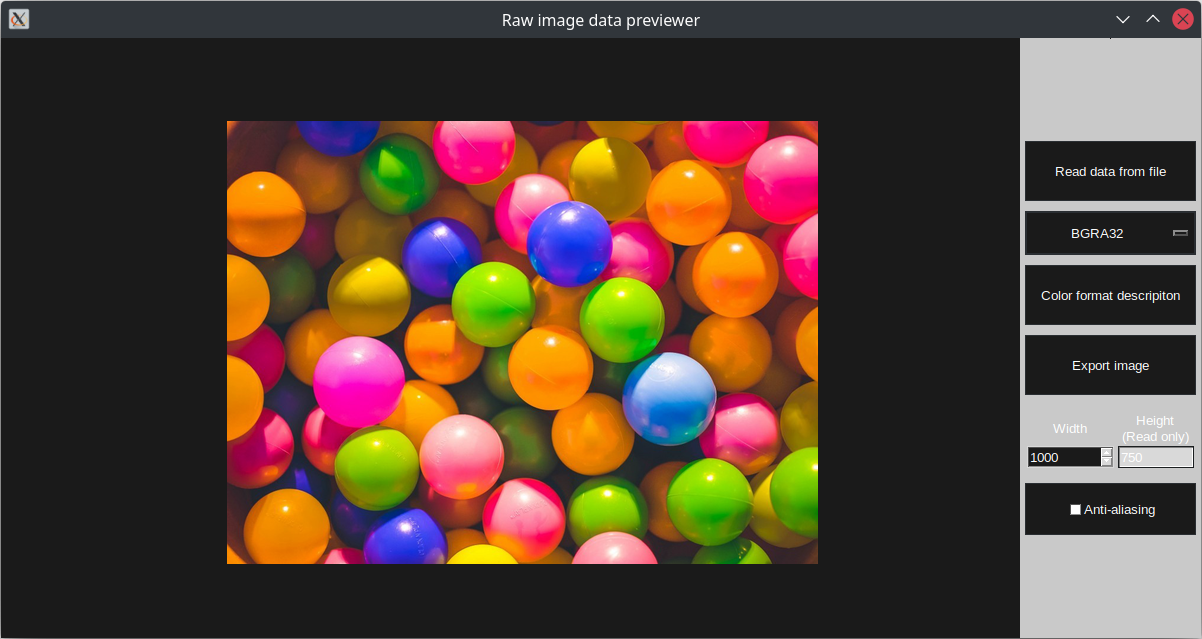 Raw image data previewer
Read data from file
BGRA32
Color format descripiton
Export image
Width
Height
(Read only)
1000
750
Anti-aliasing